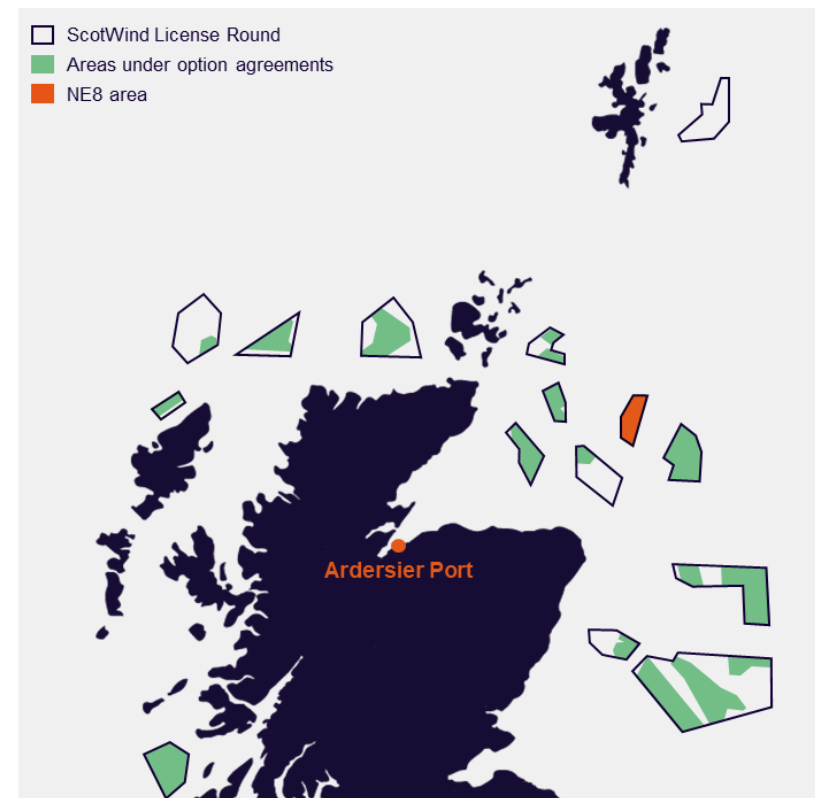 ScotWind License Round
Areas under option agreements
NE8 area
Ardersier Port